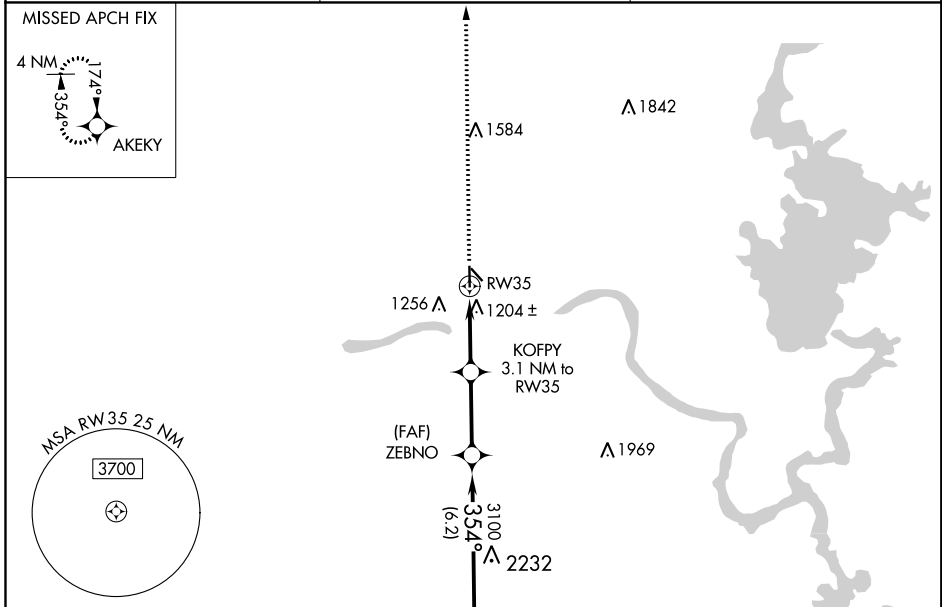 MISSED APCH FIX
4 NM
174°
354°
AKEKY
1842
1584
RW35
1256
1204 ±
KOFPY
3.1 NM to
RW35
(FAF)
ZEBNO
1969
MSA RW35 25 NM
3700
3100
354°
(6.2)
2232